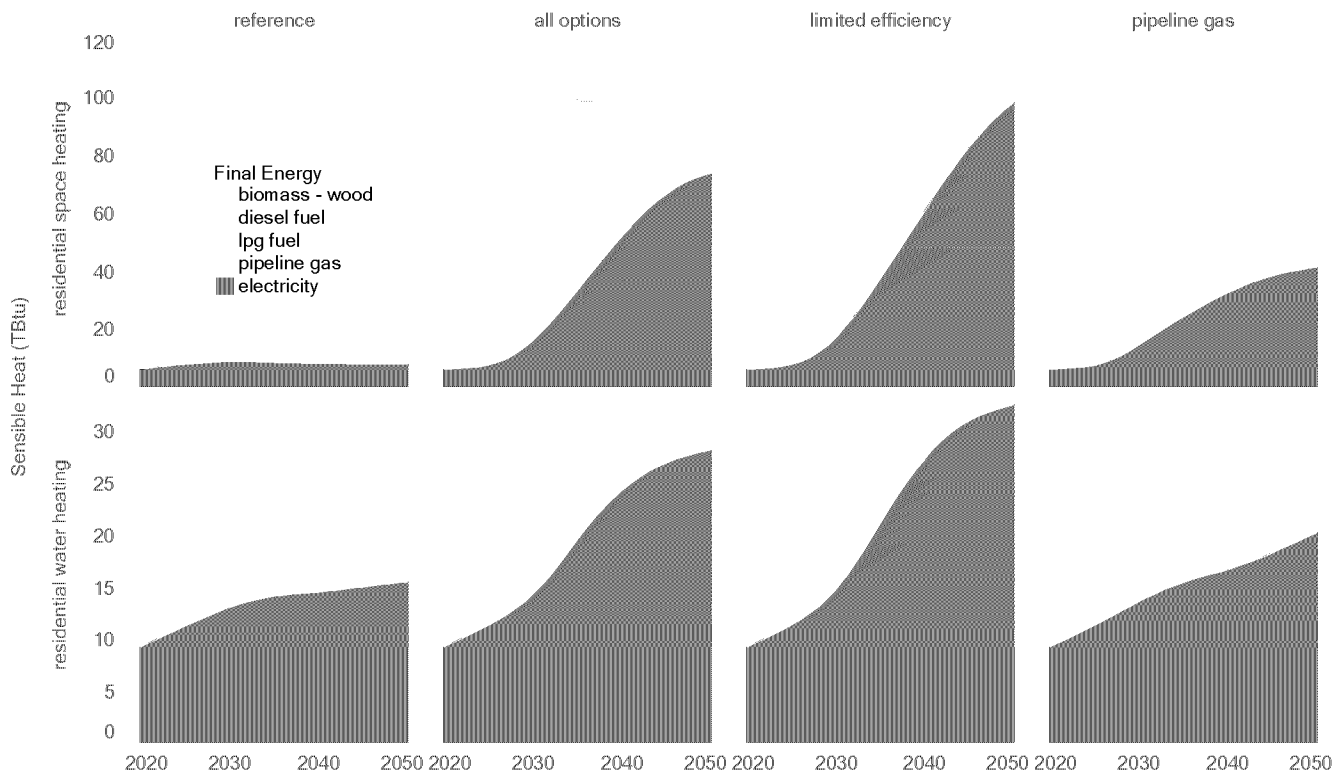 reference all options limited efficiency pipeline gas
Sensible Heat (TBtu)
residential space heating
120
100
80
60
40
20
0
Final Energy
biomass - wood
diesel fuel
lpg fuel
pipeline gas
electricity
residential water heating
30
25
20
15
10
5
0
2020 2030 2040 2050 2020 2030 2040 2050 2020 2030 2040 2050 2020 2030 2040 2050